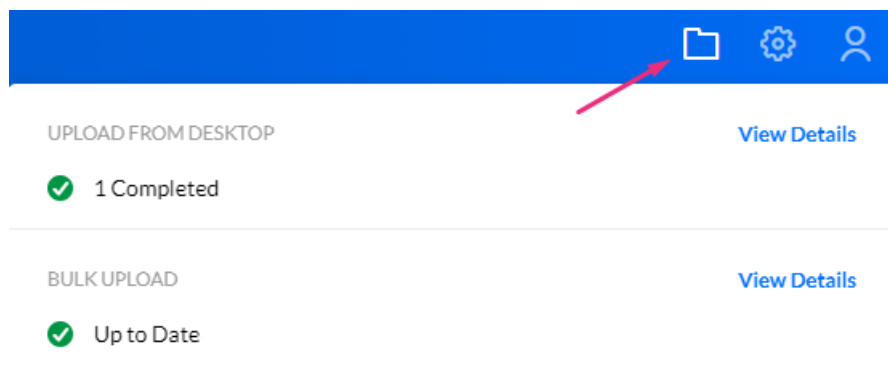 UPLOAD FROM DESKTOP
View Details
1 Completed
BULK UPLOAD
View Details
Up to Date